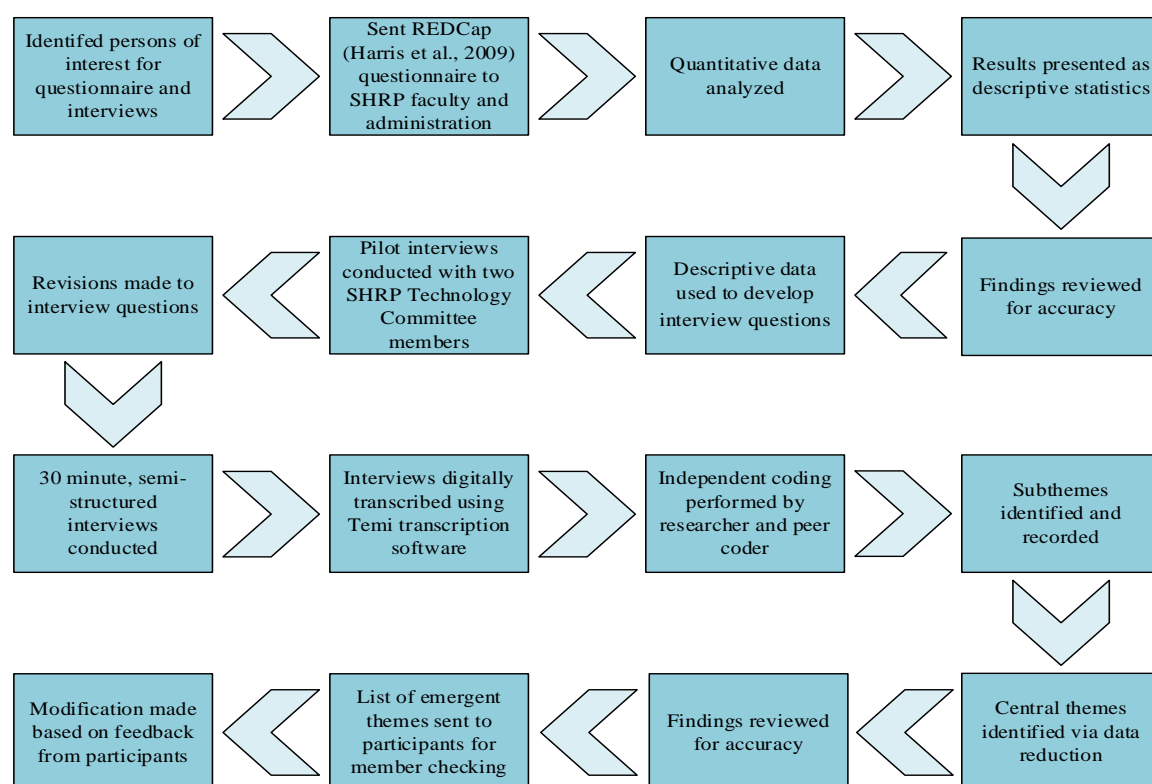 Identifed persons of
interest for
questionnaire and
interviews
Sent REDCap
(Harris et al., 2009)
questionnaire to
SHRP faculty and
administration
Quantitative data
analyzed
Results presented as
descriptive statistics
Findings reviewed
for accuracy
Descriptive data
used to develop
interview questions
Pilot interviews
conducted with two
SHRP Technology
Committee
members
Revisions made to
interview questions
30 minute, semi-
structured
interviews
conducted
Interviews digitally
transcribed using
Temi transcription
software
Independent coding
performed by
researcher and peer
coder
Subthemes
identified and
recorded
Central themes
identified via data
reduction
Findings reviewed
for accuracy
List of emergent
themes sent to
participants for
member checking
Modification made
based on feedback
from participants